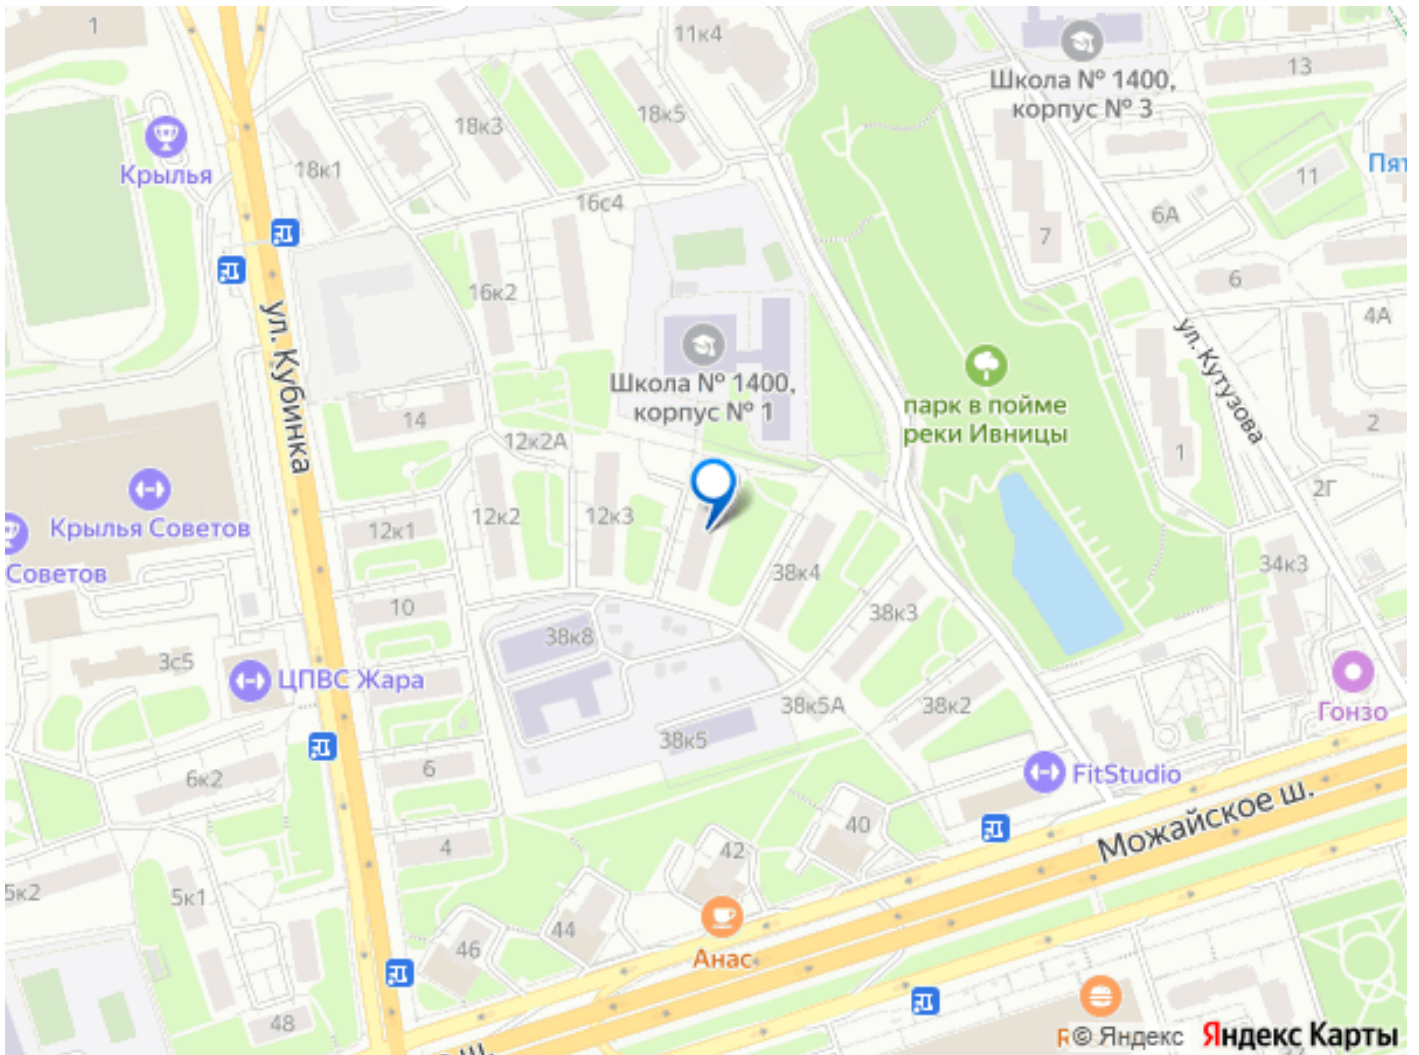 1
11к4
Школа № 1400,
корпус № 3
13
18к3
18к5
Крылья
18к1
Пят
11
16с4
6А
7
16к2
6
4А
ул. Кубинка
ул. Кутузова
Школа № 1400,
корпус № 1
парк в пойме
реки Ивницы
14
2
12к2А
1
2Г
Крылья Советов
12к1
12к2
12к3
Советов
38к4
34к3
10
38к3
38к8
3с5
ЦПВС Жара
38к5А
38к2
Гонзо
38к5
6
6к2
FitStudio
Можайское ш.
40
4
42
5к2
5к1
44
46
Анас
48
R
© Яндекс
Яндекс Карты
ш.